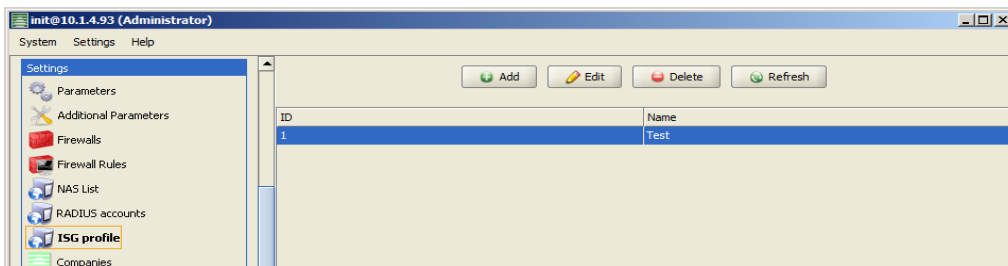 init@10.1.4.93 (Administrator)
System Settings Help
Settings
Parameters
Additional Parameters
Firewalls
Firewall Rules
NAS List
RADIUS accounts
ISG profile
Companies
Add Edit Delete Refresh
ID Name
1 Test